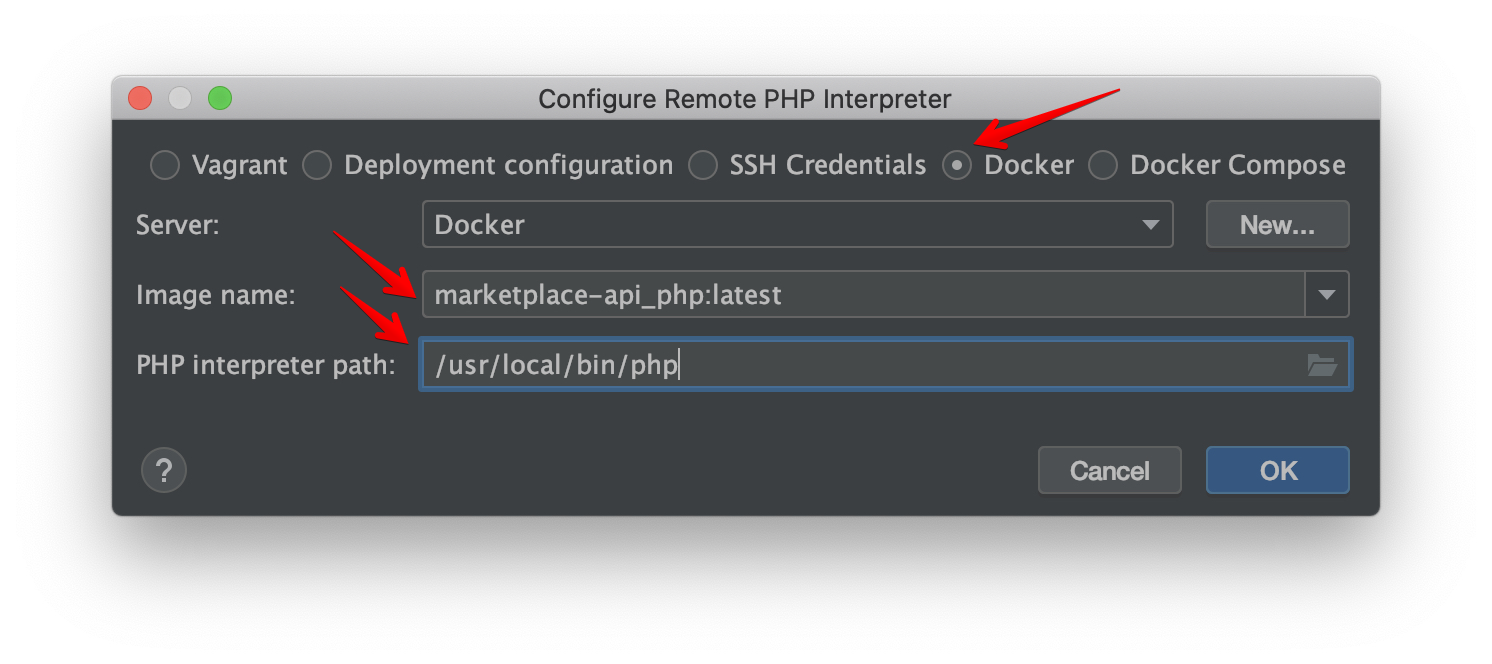 Configure Remote PHP Interpreter
Vagrant Deployment configuration SSH Credentials Docker Docker Compose
Server: Docker New...
Image name: marketplace-api_php:latest
PHP interpreter path: /usr/local/bin/php
? Cancel OK